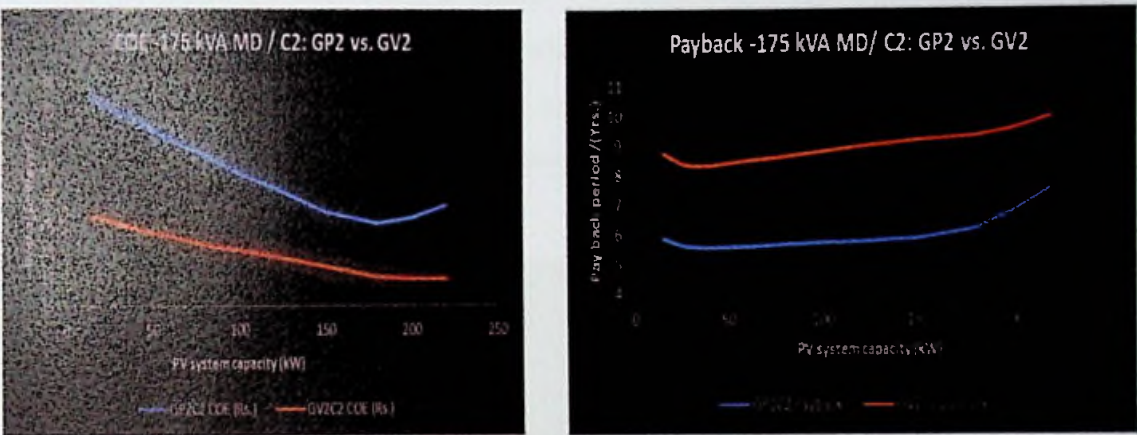 COE -175 kVA MD / C2: GP2 vs. GV2
50 100 150 200 250
PV system capacity (kW)
GP2C2 COE (Rs.) GV2C2 COE (Rs.)
Payback -175 kVA MD/ C2: GP2 vs. GV2
Pay back period /(Yrs.)
11
10
9
8
7
6
5
4
0 50 100
PV system capacity (kW)